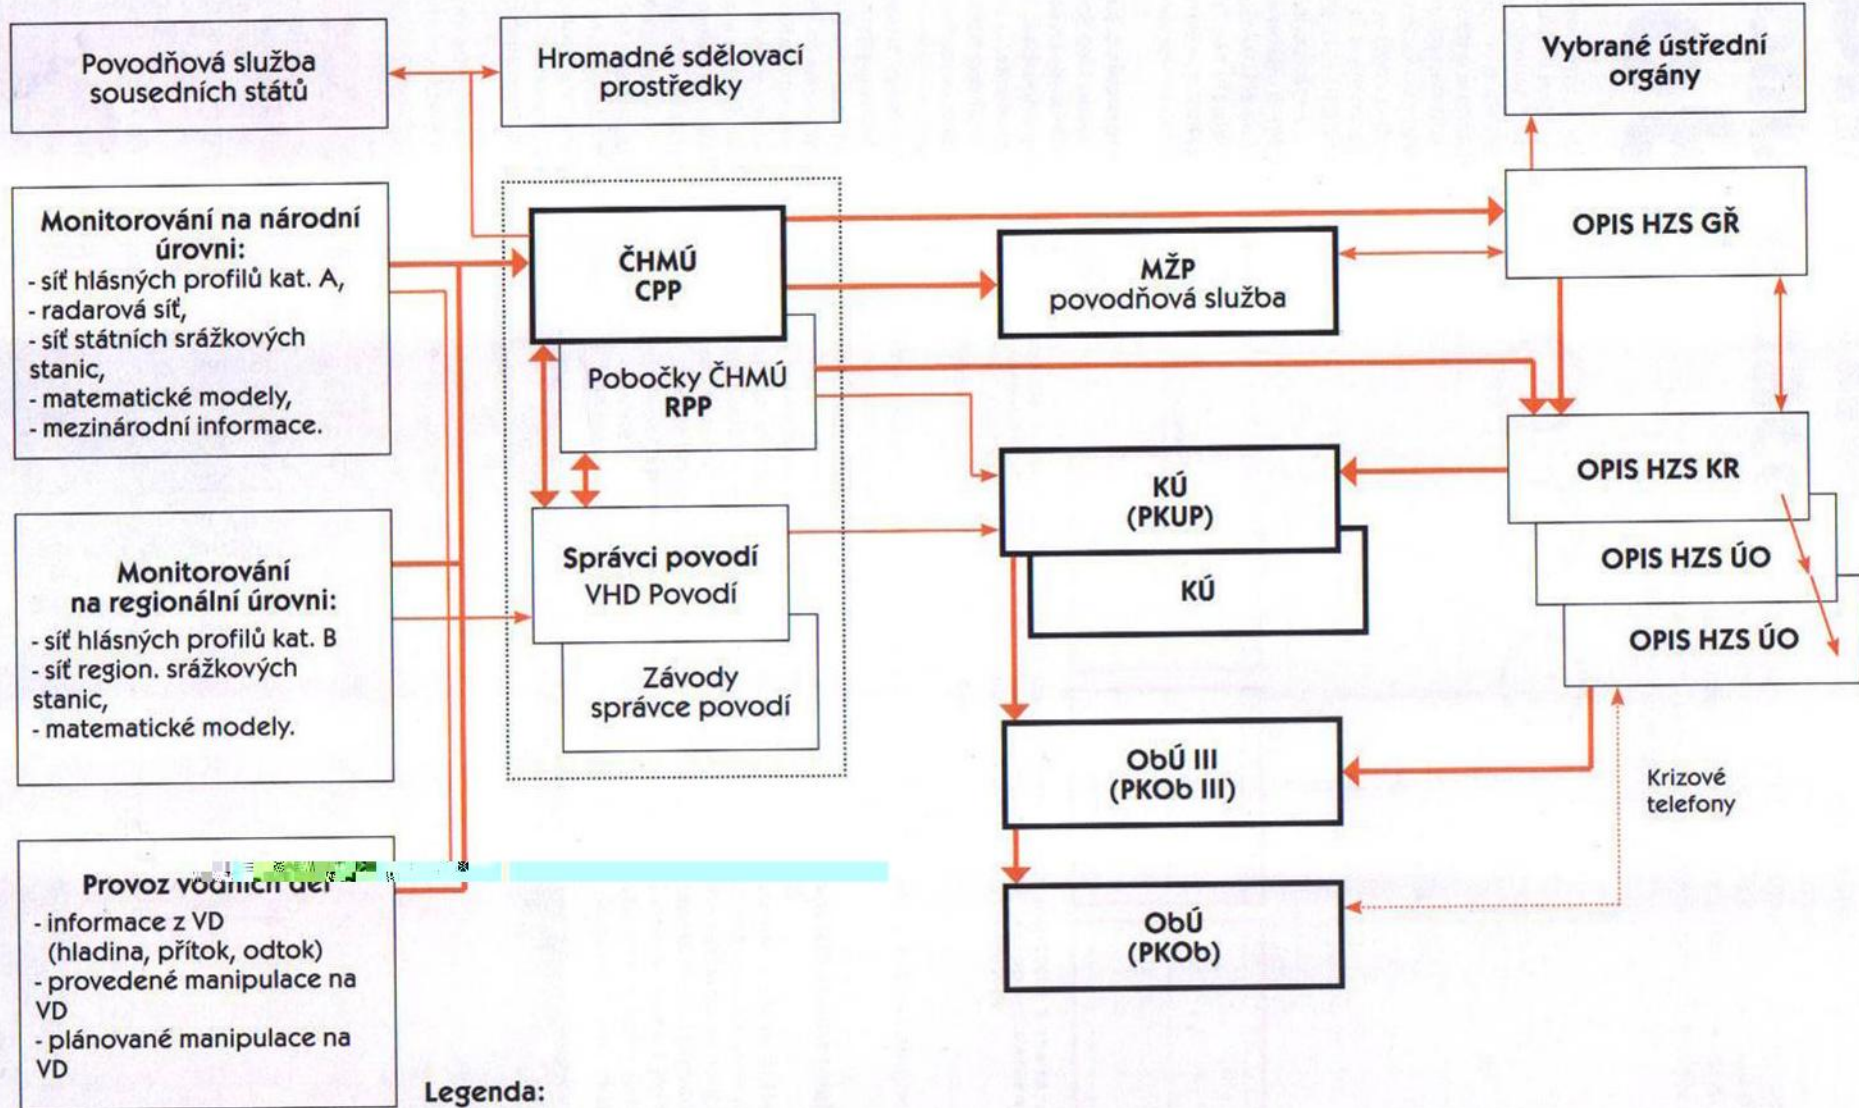 Povodňová služba
sousedních států
Hromadné sdělovací
prostředky
Vybrané ústřední
orgány
Monitorování na národní
úrovni:
- síť hlásných profilů kat. A,
- radarová síť,
- síť státních srážkových
stanic,
- matematické modely,
- mezinárodní informace.
ČHMÚ
CPP
Pobočky ČHMÚ
RPP
MŽP
povodňová služba
OPIS HZS GŘ
Monitorování
na regionální úrovni:
- síť hlásných profilů kat. B
- síť region. srážkových
stanic,
- matematické modely.
Správci povodí
VHD Povodí
Závody
správce povodí
KÚ
(PKUP)
KÚ
OPIS HZS KR
OPIS HZS ÚO
OPIS HZS ÚO
ObÚ III
(PKOb III)
Krizové
telefony
ObÚ
(PKOb)
Provoz vodních děl
- informace z VD
(hladina, přítok, odtok)
- provedené manipulace na
VD
- plánované manipulace na
VD
Legenda: